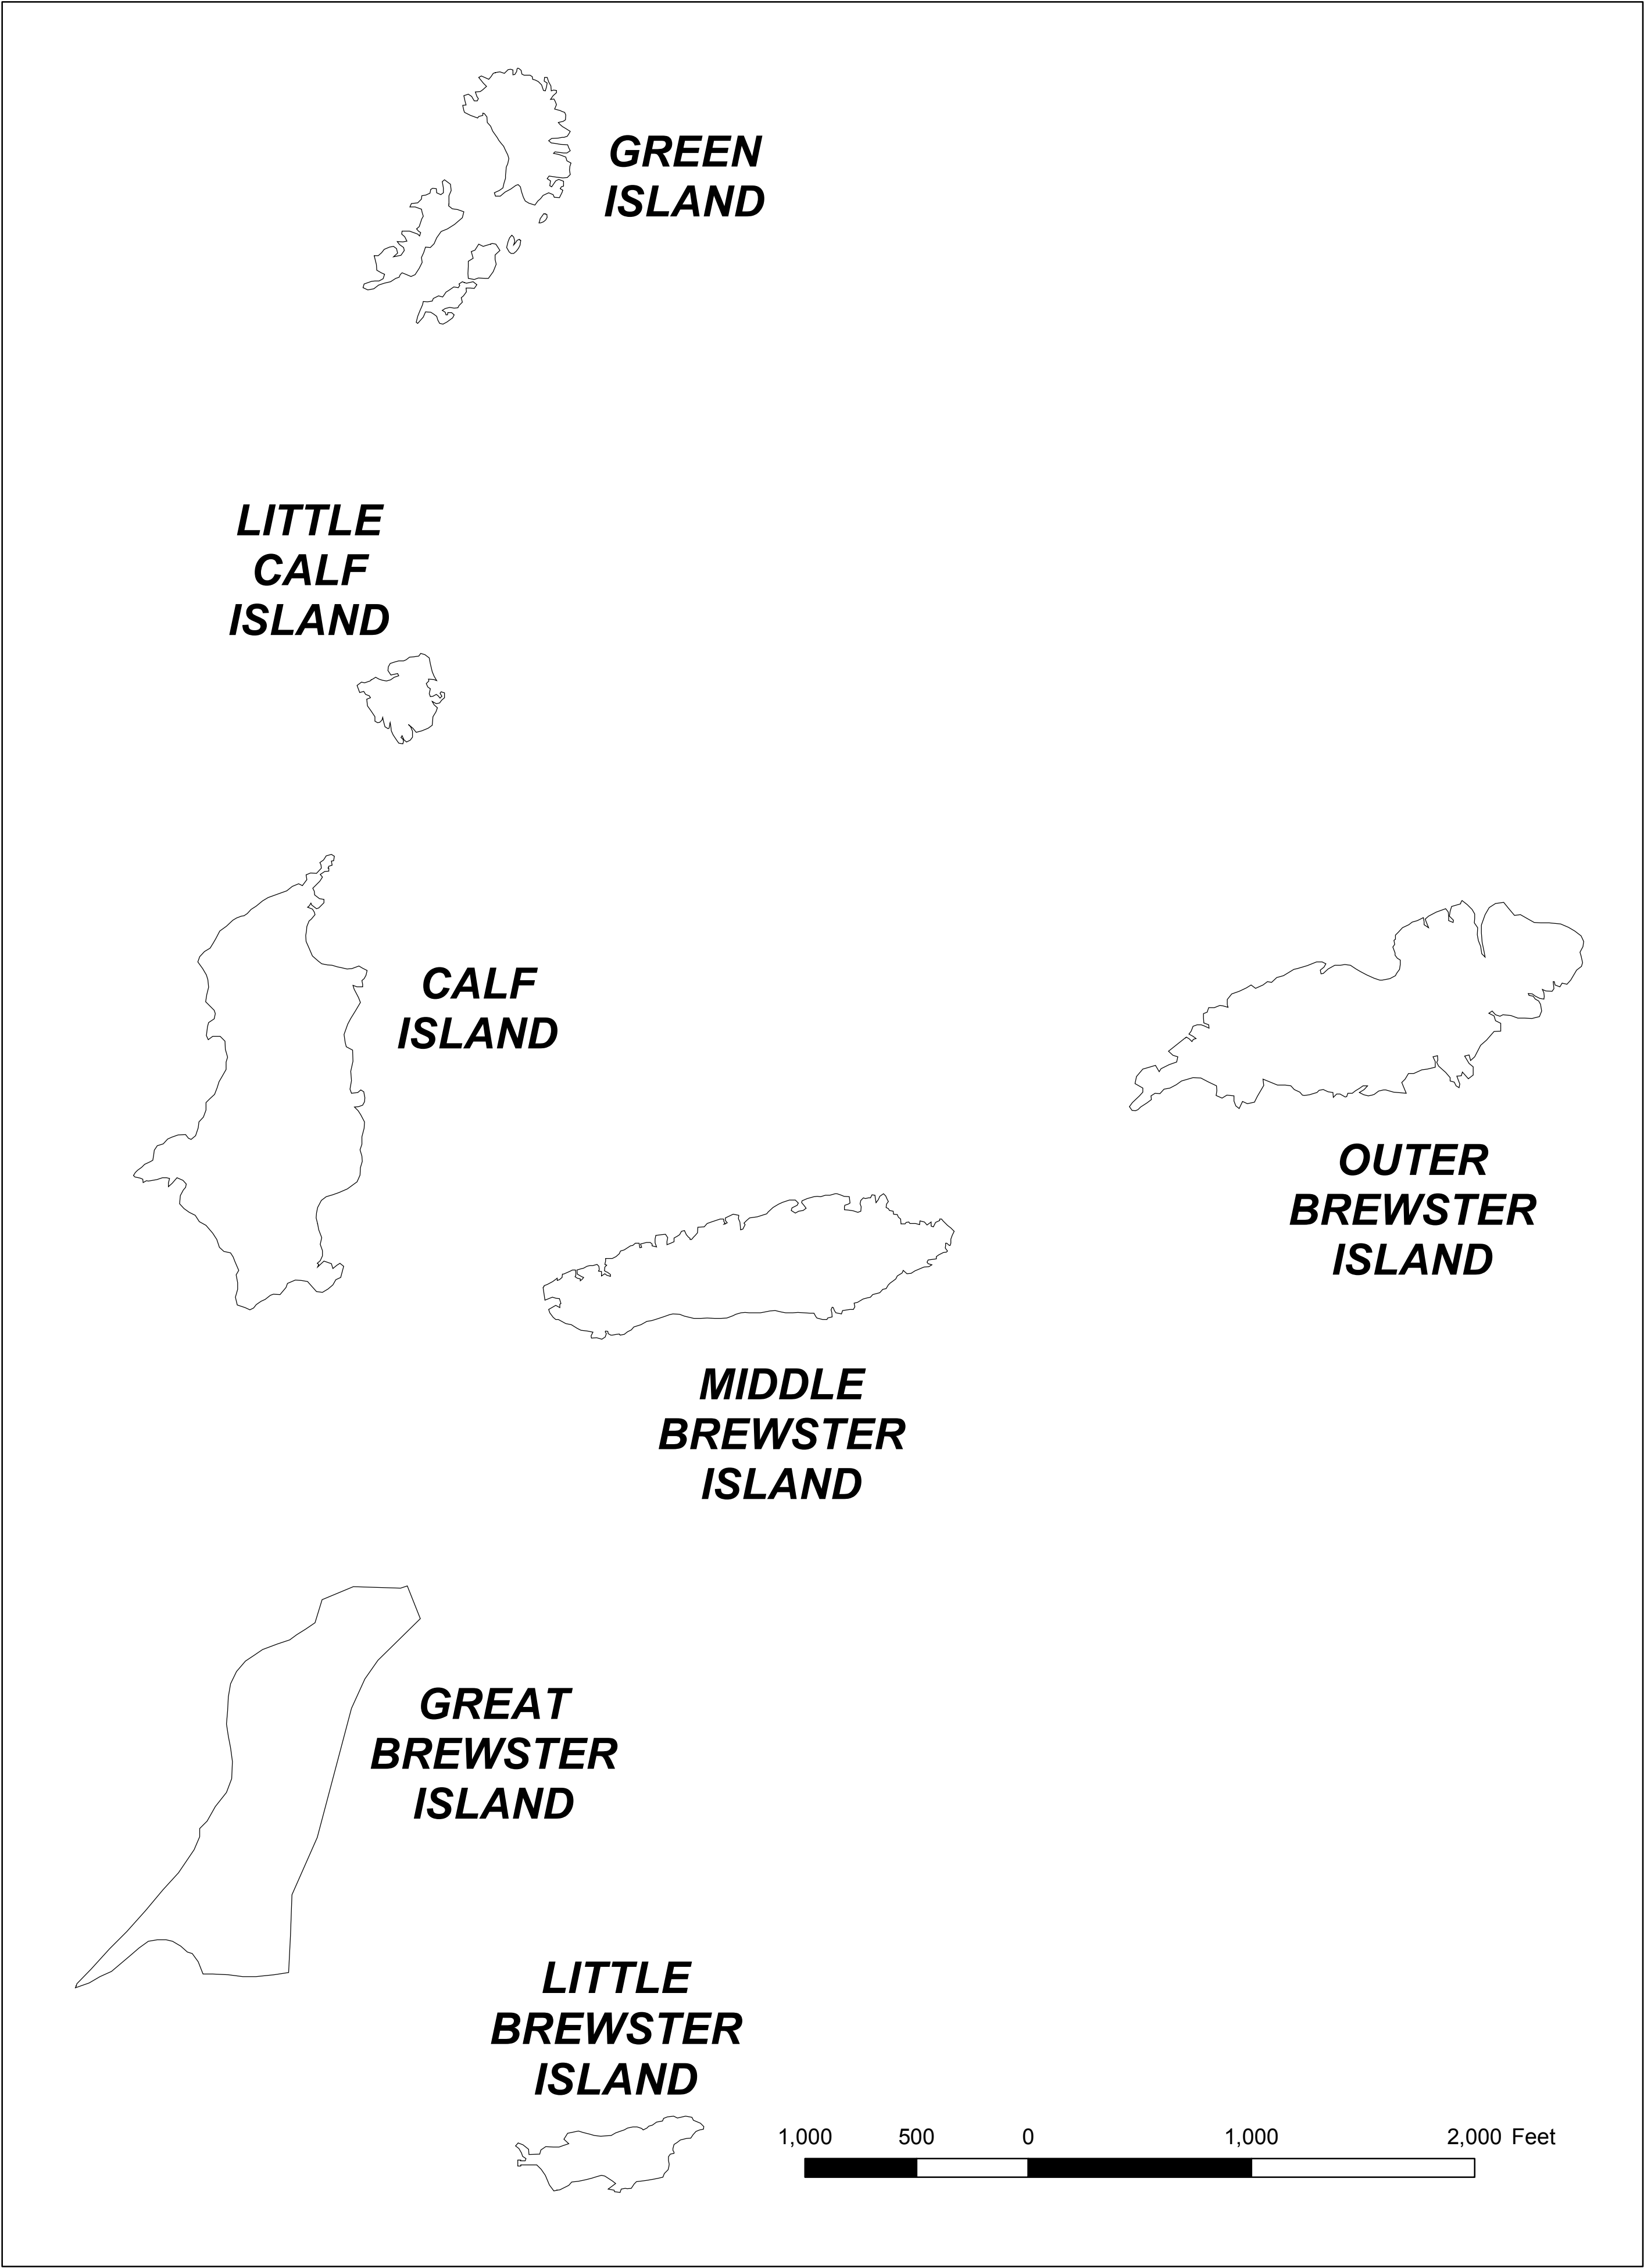 GREEN
ISLAND
LITTLE
CALF
ISLAND
CALF
ISLAND
OUTER
BREWSTER
ISLAND
MIDDLE
BREWSTER
ISLAND
GREAT
BREWSTER
ISLAND
LITTLE
BREWSTER
ISLAND
1,000 500 0 1,000 2,000 Feet